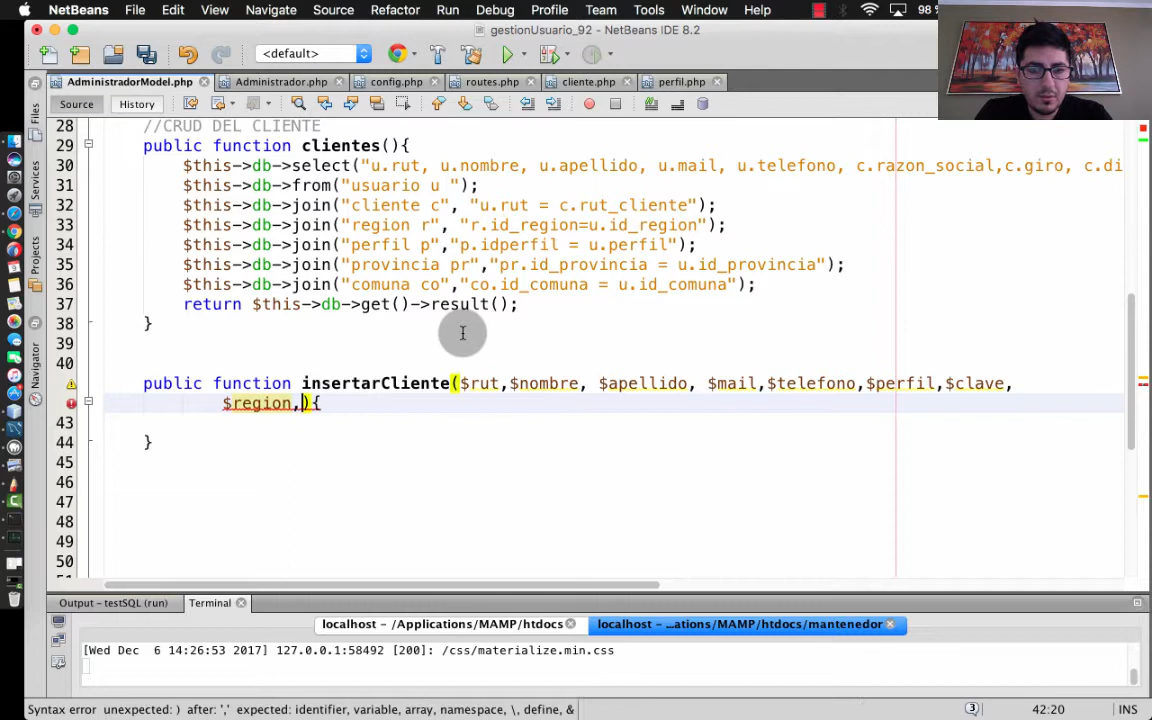 NetBeans File Edit View Navigate Source Refactor Run Debug Profile Team Tools Window Help 98 %
gestionUsuario_92 - NetBeans IDE 8.2
<default>
AdministradorModel.php Administrador.php config.php routes.php cliente.php perfil.php
Source History
Files
Services
Projects
Navigator
28 //CRUD DEL CLIENTE
29 public function clientes(){
30 $this->db->select("u.rut, u.nombre, u.apellido, u.mail, u.telefono, c.razon_social,c.giro, c.di
31 $this->db->from("usuario u ");
32 $this->db->join("cliente c", "u.rut = c.rut_cliente");
33 $this->db->join("region r", "r.id_region=u.id_region");
34 $this->db->join("perfil p","p.idperfil = u.perfil");
35 $this->db->join("provincia pr","pr.id_provincia = u.id_provincia");
36 $this->db->join("comuna co","co.id_comuna = u.id_comuna");
37 return $this->db->get()->result();
38 }
39
40
public function insertarCliente($rut,$nombre, $apellido, $mail,$telefono,$perfil,$clave,
$region,){
43
44 }
45
46
47
48
49
50
Output - testSQL (run) Terminal
localhost - /Applications/MAMP/htdocs localhost - ...ations/MAMP/htdocs/mantenedor
[Wed Dec 6 14:26:53 2017] 127.0.0.1:58492 [200]: /css/materialize.min.css
Syntax error unexpected: ) after: ',' expected: identifier, variable, array, namespace, \, define, & 3 42:20 INS